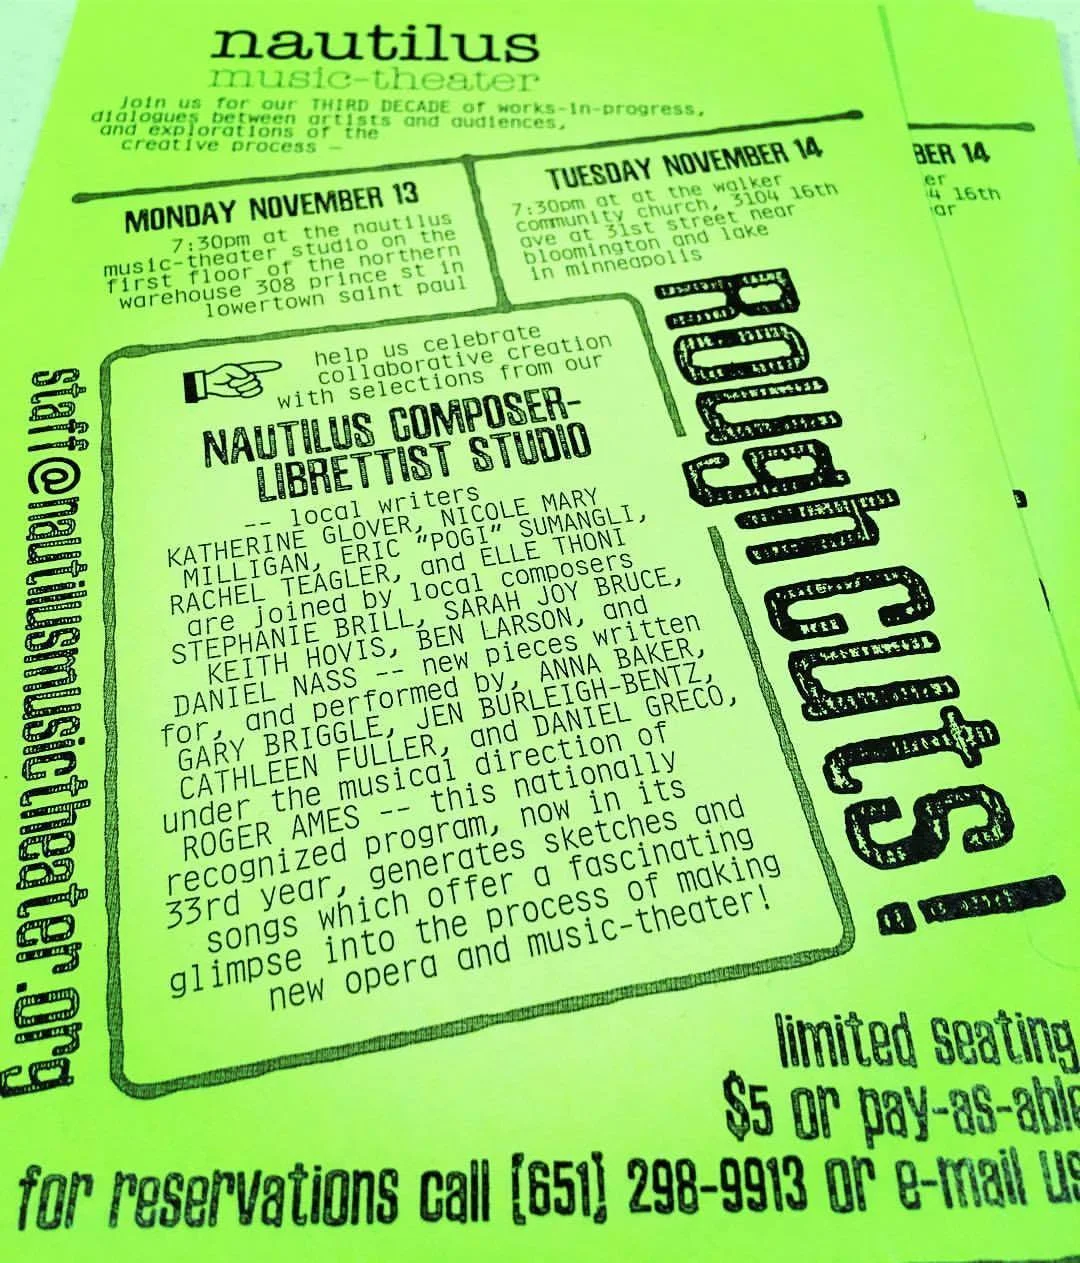 nautilus
music-theater
join us for our THIRD DECADE of works-in-progress,
dialogues between artists and audiences,
and explorations of the
creative process —
MONDAY NOVEMBER 13
7:30pm at the nautilus
music-theater studio on the
first floor of the northern
warehouse 308 prince st in
lowertown saint paul
TUESDAY NOVEMBER 14
7:30pm at at the walker
community church, 3104 16th
ave at 31st street near
bloomington and lake
in minneapolis
BER 14
er
4 16th
ar
help us celebrate
collaborative creation
with selections from our
NAUTILUS COMPOSER-
LIBRETTIST STUDIO
-- local writers
KATHERINE GLOVER, NICOLE MARY
MILLIGAN, ERIC "POGI" SUMANGLI,
RACHEL TEAGLER, and ELLE THONI
are joined by local composers
STEPHANIE BRILL, SARAH JOY BRUCE,
KEITH HOVIS, BEN LARSON, and
DANIEL NASS -- new pieces written
for, and performed by, ANNA BAKER,
GARY BRIGGLE, JEN BURLEIGH-BENTZ,
CATHLEEN FULLER, and DANIEL GRECO,
under the musical direction of
ROGER AMES -- this nationally
recognized program, now in its
33rd year, generates sketches and
songs which offer a fascinating
glimpse into the process of making
new opera and music-theater!
Rough Cuts!
staff@nautilusmusictheater.org
limited seating
$5 or pay-as-able
for reservations call [651] 298-9913 or e-mail us